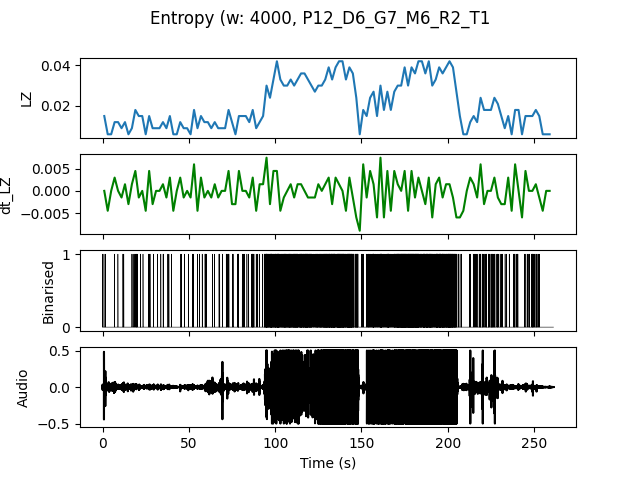 Entropy (w: 4000, P12_D6_G7_M6_R2_T1
0.04
0.02
LZ
0.005
0.000
−0.005
dt_LZ
1
0
Binarised
0.5
0.0
−0.5
Audio
0 50 100 150 200 250
Time (s)